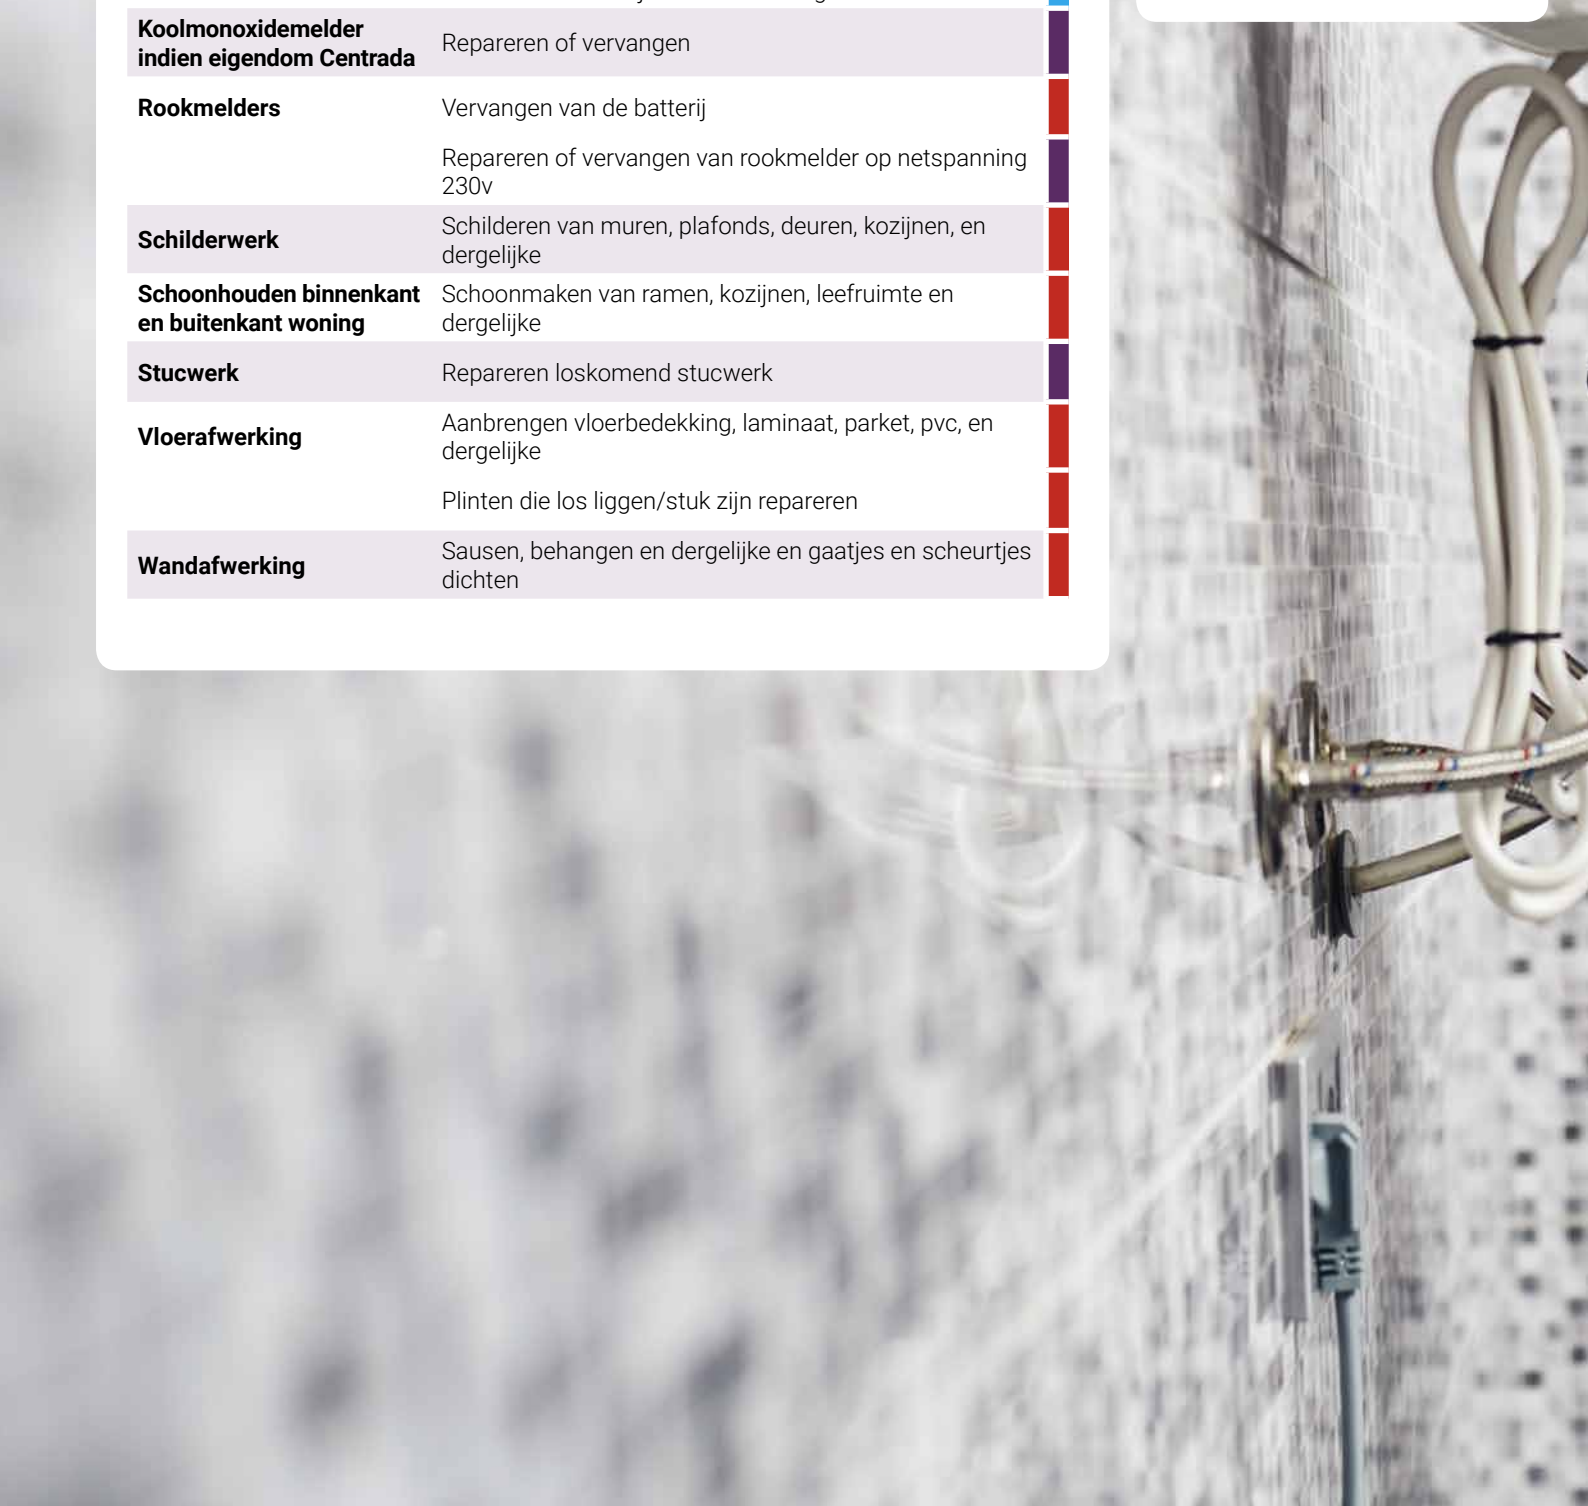 Koolmonoxidemelder
indien eigendom Centrada
Repareren of vervangen
Rookmelders
Vervangen van de batterij
Repareren of vervangen van rookmelder op netspanning
230v
Schilderwerk
Schilderen van muren, plafonds, deuren, kozijnen, en
dergelijke
Schoonhouden binnenkant
en buitenkant woning
Schoonmaken van ramen, kozijnen, leefruimte en
dergelijke
Stucwerk
Repareren loskomend stucwerk
Vloerafwerking
Aanbrengen vloerbedekking, laminaat, parket, pvc, en
dergelijke
Plinten die los liggen/stuk zijn repareren
Wandafwerking
Sausen, behangen en dergelijke en gaatjes en scheurtjes
dichten